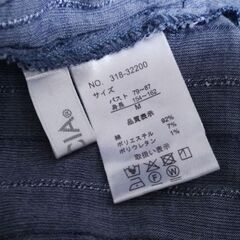 NO. 318-32200
サイズ
バスト 79~87
身長 154~162
M
品質表示
綿 92%
ポリエステル 7%
ポリウレタン 1%
取扱い表示
CIA